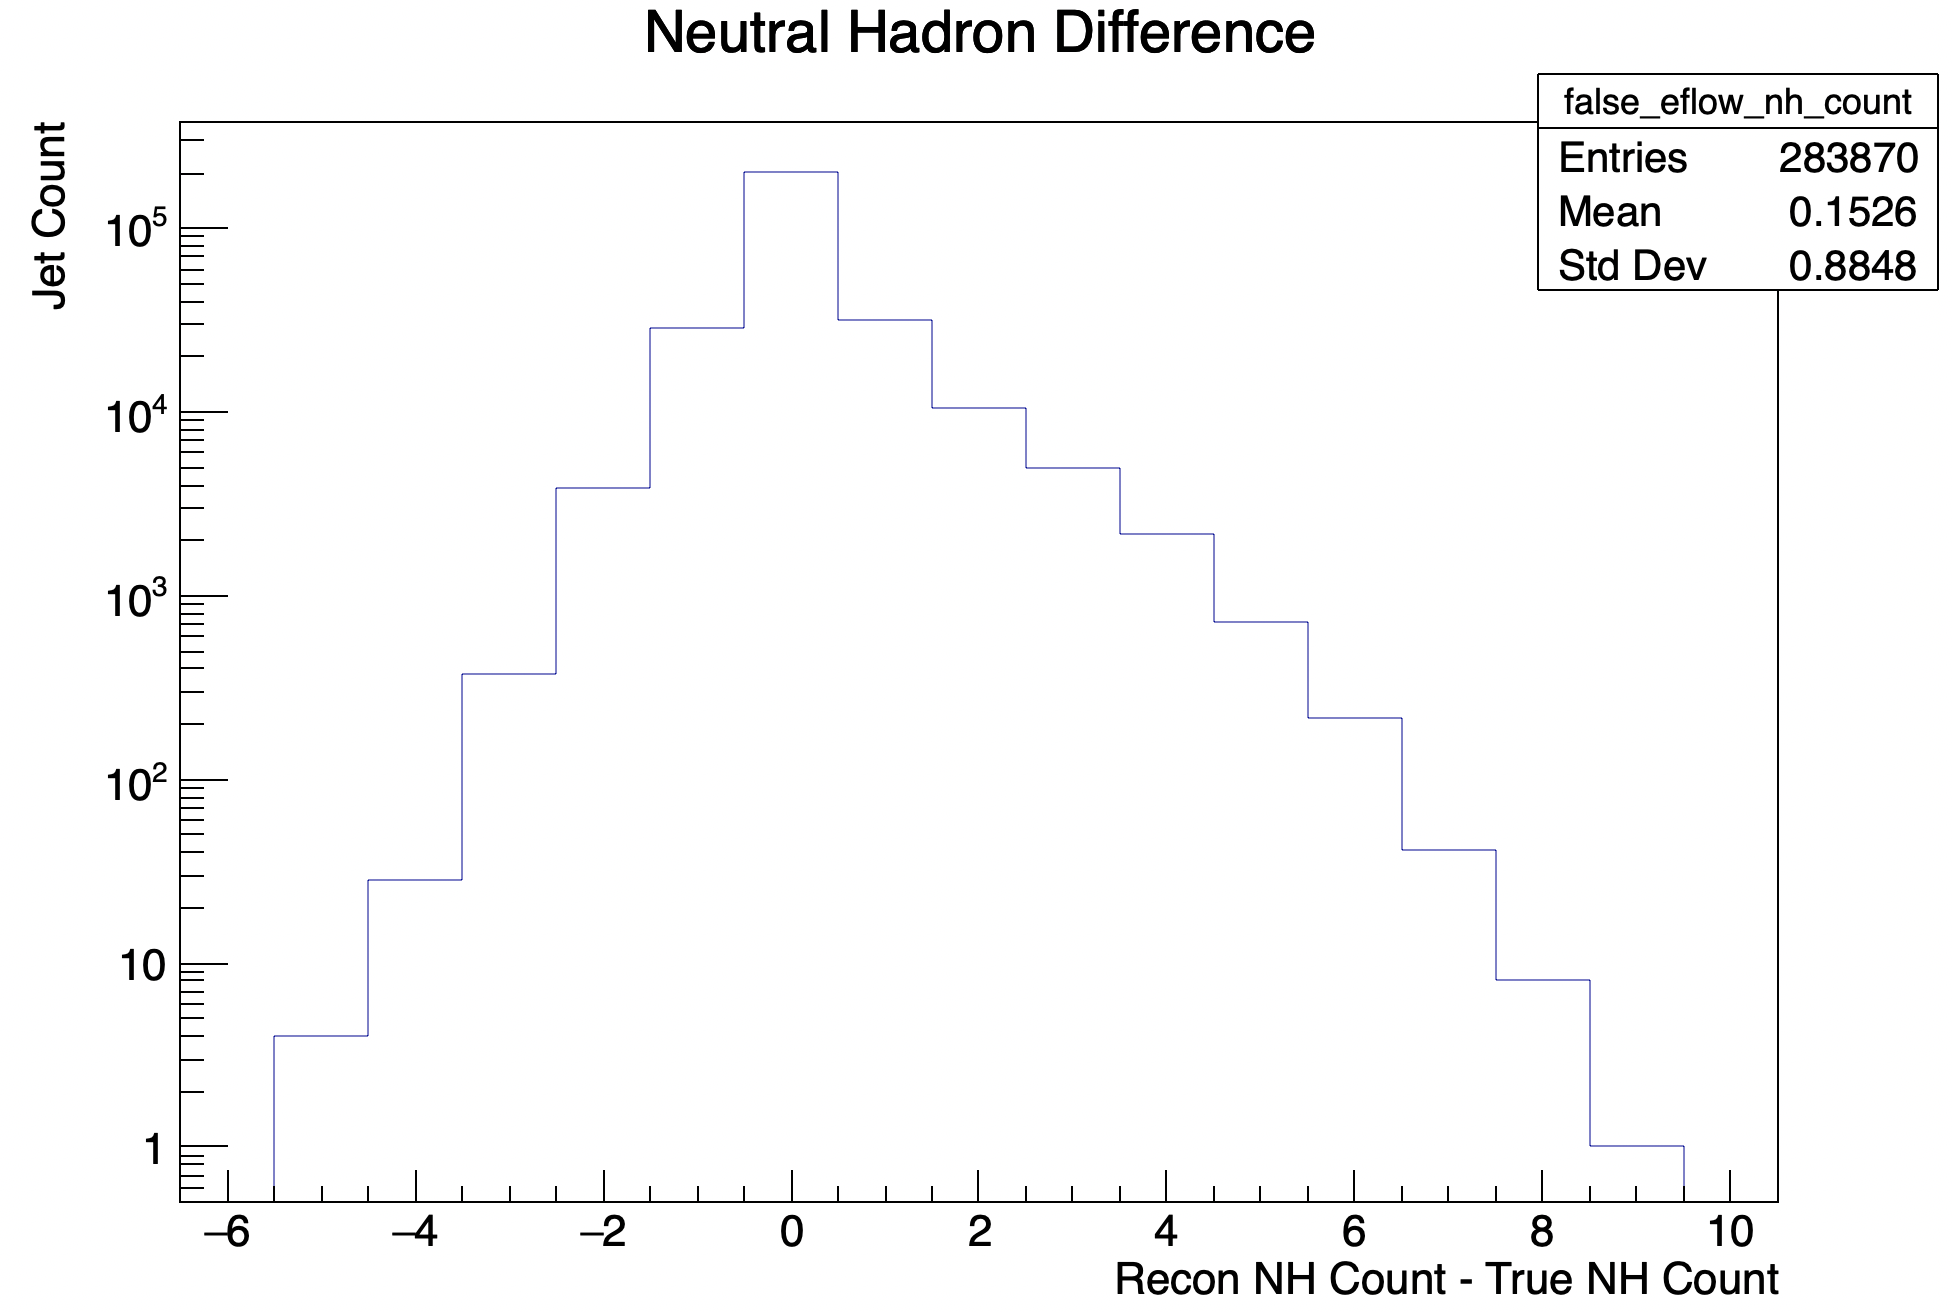 Neutral Hadron Difference
false_eflow_nh_count
Entries 283870
Mean 0.1526
Std Dev 0.8848
Jet Count
10⁵
10⁴
10³
10²
10
1
−6 −4 −2 0 2 4 6 8 10
Recon NH Count - True NH Count